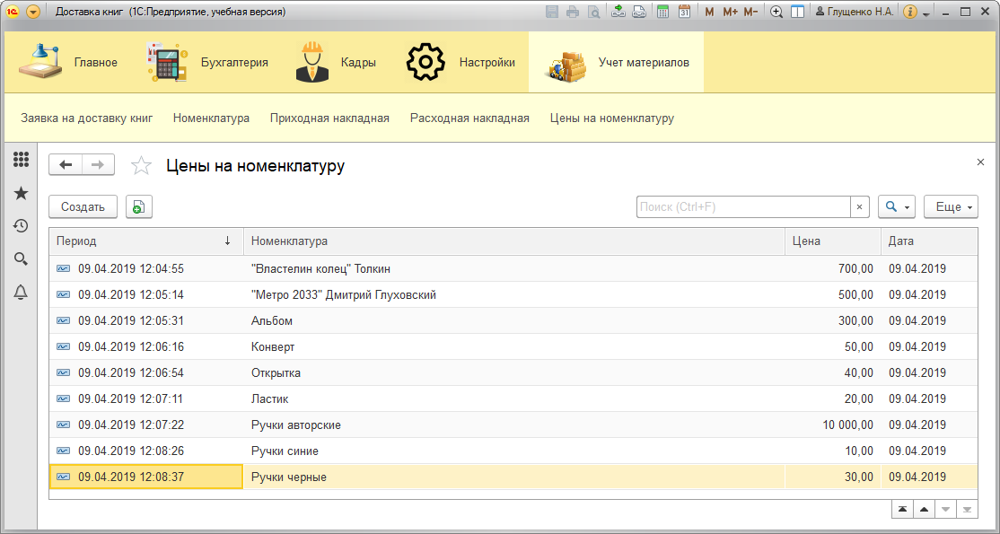 Доставка книг (1С:Предприятие, учебная версия) 31 M M+ M- Глущенко Н.А.
Главное Бухгалтерия Кадры Настройки Учет материалов
Заявка на доставку книг Номенклатура Приходная накладная Расходная накладная Цены на номенклатуру
Цены на номенклатуру
Создать Поиск (Ctrl+F) Еще
Период Номенклатура Цена Дата
09.04.2019 12:04:55 "Властелин колец" Толкин 700,00 09.04.2019
09.04.2019 12:05:14 "Метро 2033" Дмитрий Глуховский 500,00 09.04.2019
09.04.2019 12:05:31 Альбом 300,00 09.04.2019
09.04.2019 12:06:16 Конверт 50,00 09.04.2019
09.04.2019 12:06:54 Открытка 40,00 09.04.2019
09.04.2019 12:07:11 Ластик 20,00 09.04.2019
09.04.2019 12:07:22 Ручки авторские 10 000,00 09.04.2019
09.04.2019 12:08:26 Ручки синие 10,00 09.04.2019
09.04.2019 12:08:37 Ручки черные 30,00 09.04.2019